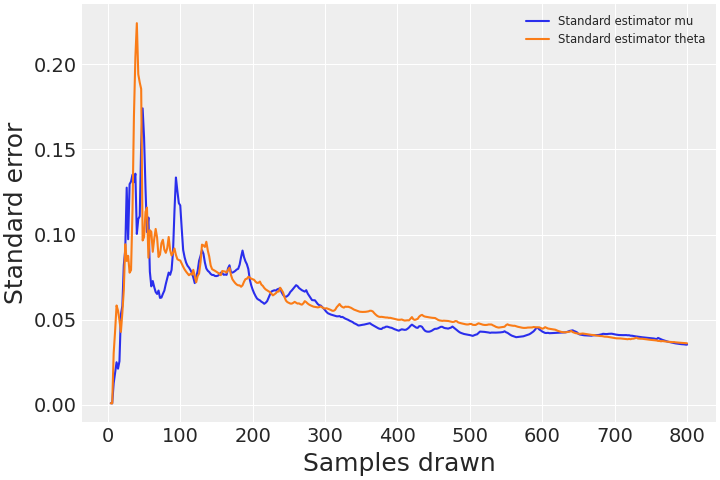 Standard estimator mu
Standard estimator theta
Standard error
0.20
0.15
0.10
0.05
0.00
0 100 200 300 400 500 600 700 800
Samples drawn